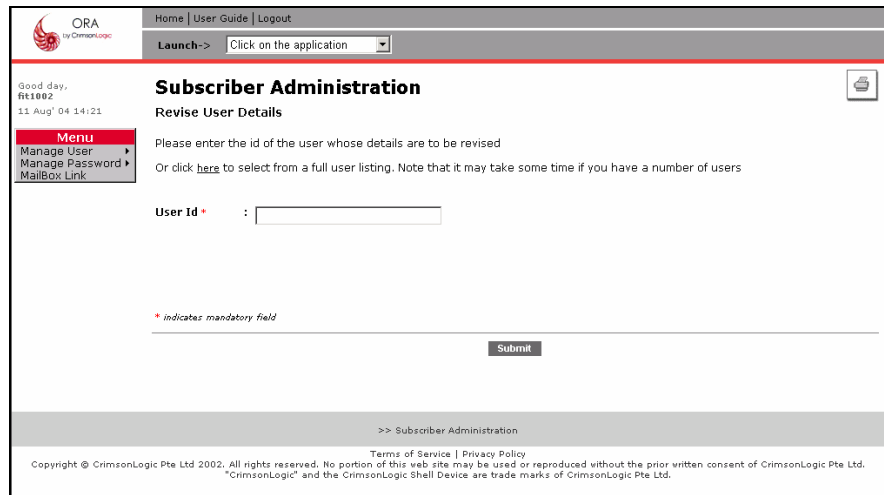 ORA
by CrimsonLogic
Home | User Guide | Logout
Launch-> Click on the application
Good day,
fit1002
11 Aug' 04 14:21
Menu
Manage User
Manage Password
MailBox Link
Subscriber Administration
Revise User Details
Please enter the id of the user whose details are to be revised
Or click here to select from a full user listing. Note that it may take some time if you have a number of users
User Id * :
* indicates mandatory field
Submit
>> Subscriber Administration
Terms of Service | Privacy Policy
Copyright © CrimsonLogic Pte Ltd 2002. All rights reserved. No portion of this web site may be used or reproduced without the prior written consent of CrimsonLogic Pte Ltd.
"CrimsonLogic" and the CrimsonLogic Shell Device are trade marks of CrimsonLogic Pte Ltd.